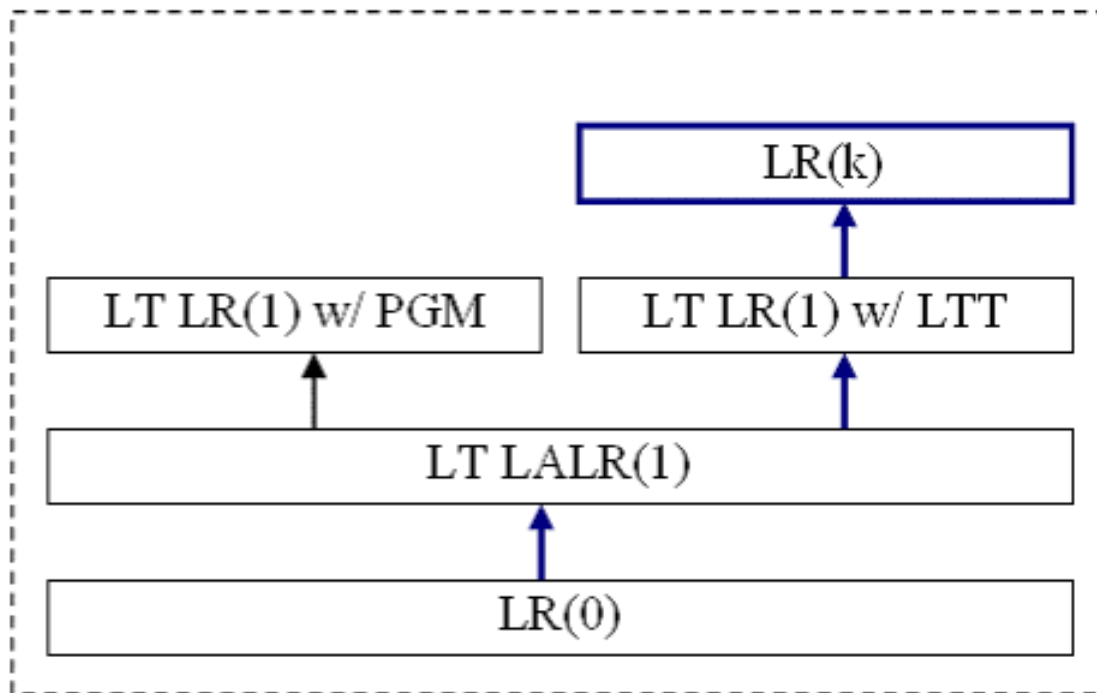 LR(k)
LT LR(1) w/ PGM
LT LR(1) w/ LTT
LT LALR(1)
LR(0)